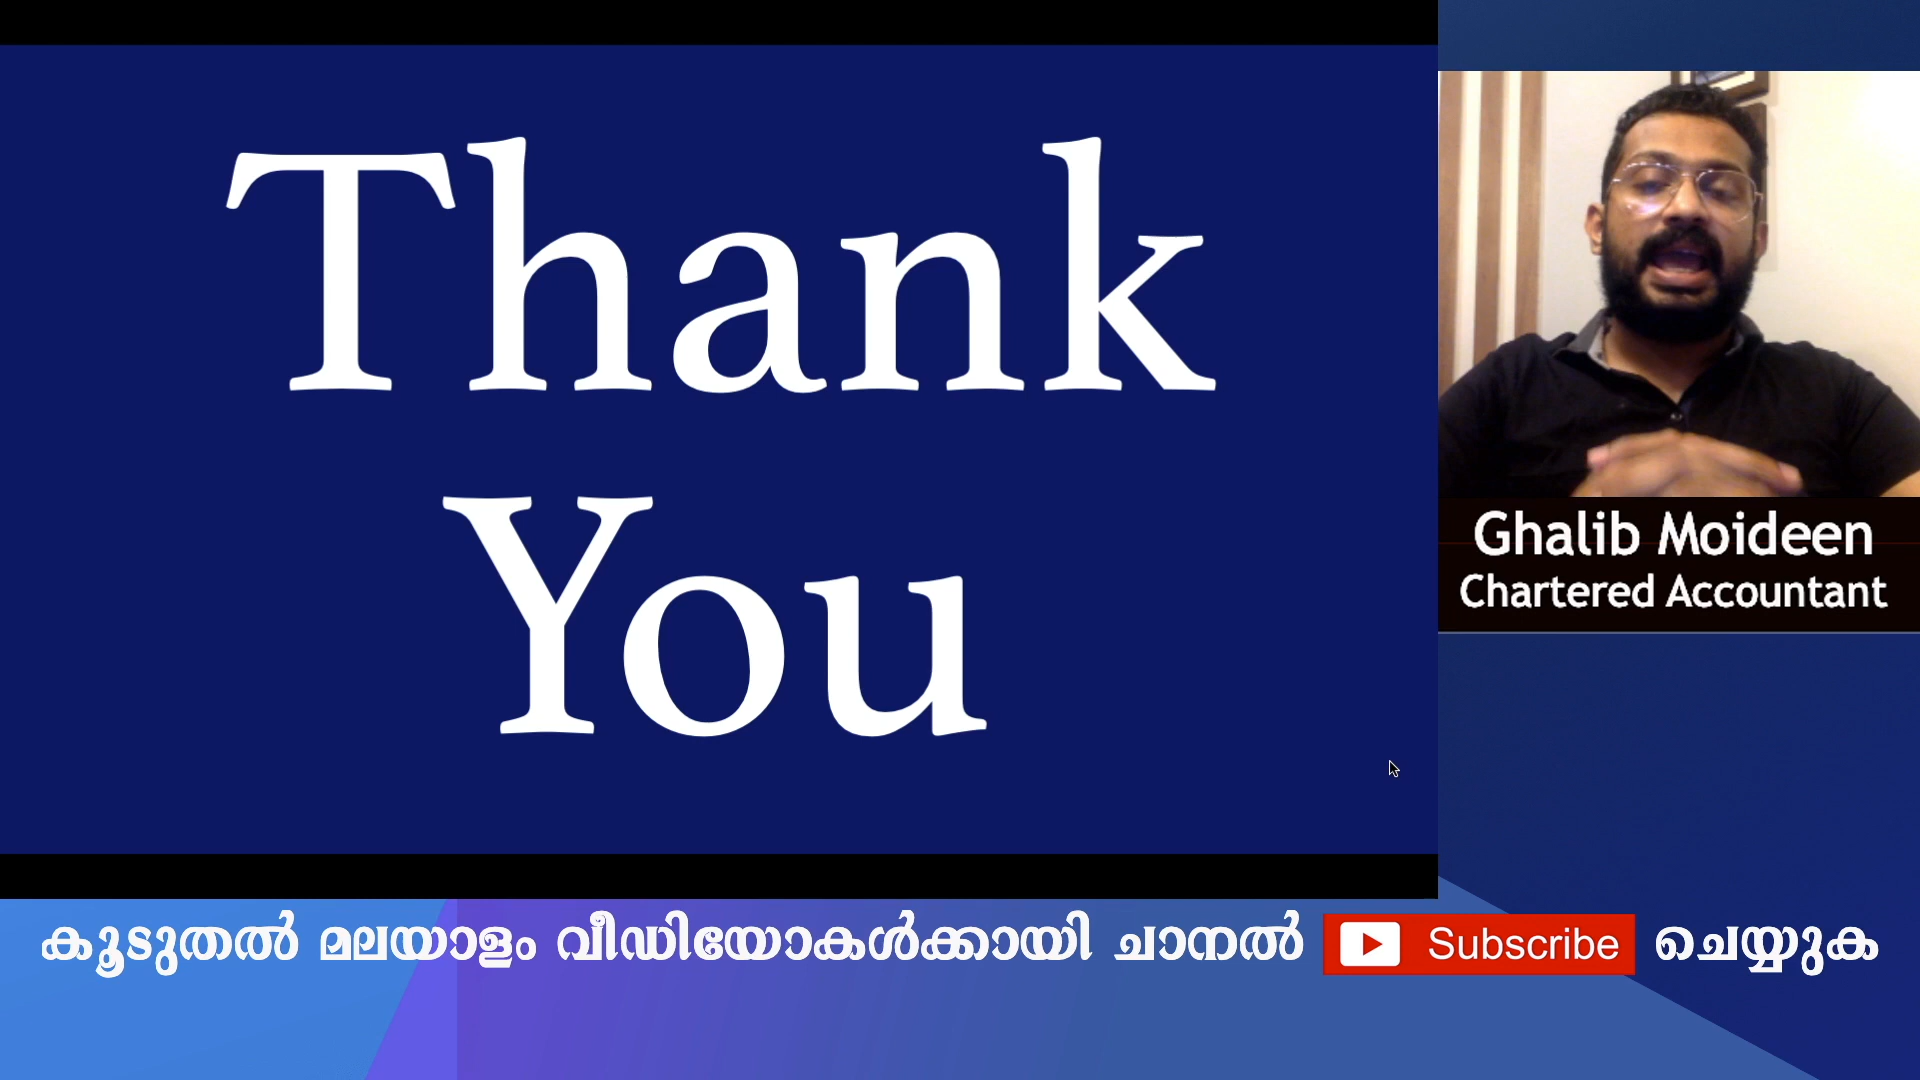 Thank
You
Ghalib Moideen
Chartered Accountant
കൂടുതൽ മലയാളം വീഡിയോകൾക്കായി ചാനൽ Subscribe ചെയ്യുക